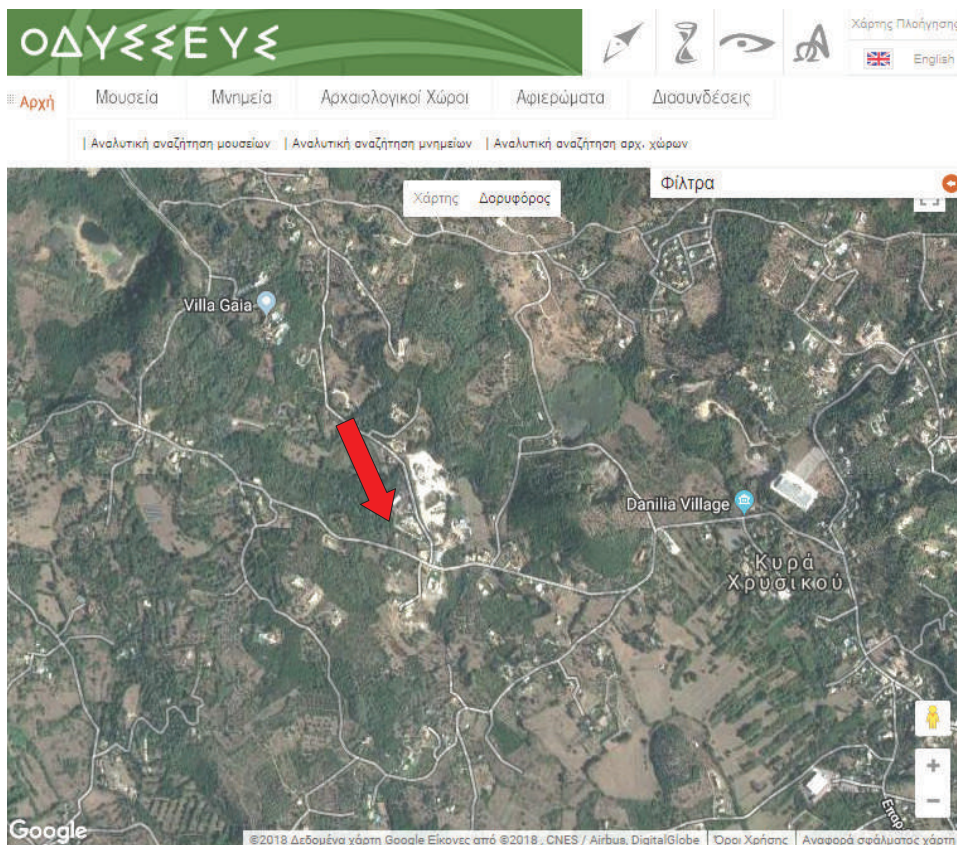 ΟΔΥΣΣΕΥΣ
Χάρτης Πλοήγησης
English
Αρχή Μουσεία Μνημεία Αρχαιολογικοί Χώροι Αφιερώματα Διασυνδέσεις
| Αναλυτική αναζήτηση μουσείων | Αναλυτική αναζήτηση μνημείων | Αναλυτική αναζήτηση αρχ. χώρων
Φίλτρα
Χάρτης Δορυφόρος
Villa Gaia
Danilia Village
Κυρά
Χρυσικού
Επαρ
Google
©2018 Δεδομένα χάρτη Google Εικόνες από ©2018 , CNES / Airbus, DigitalGlobe Όροι Χρήσης Αναφορά σφάλματος χάρτη